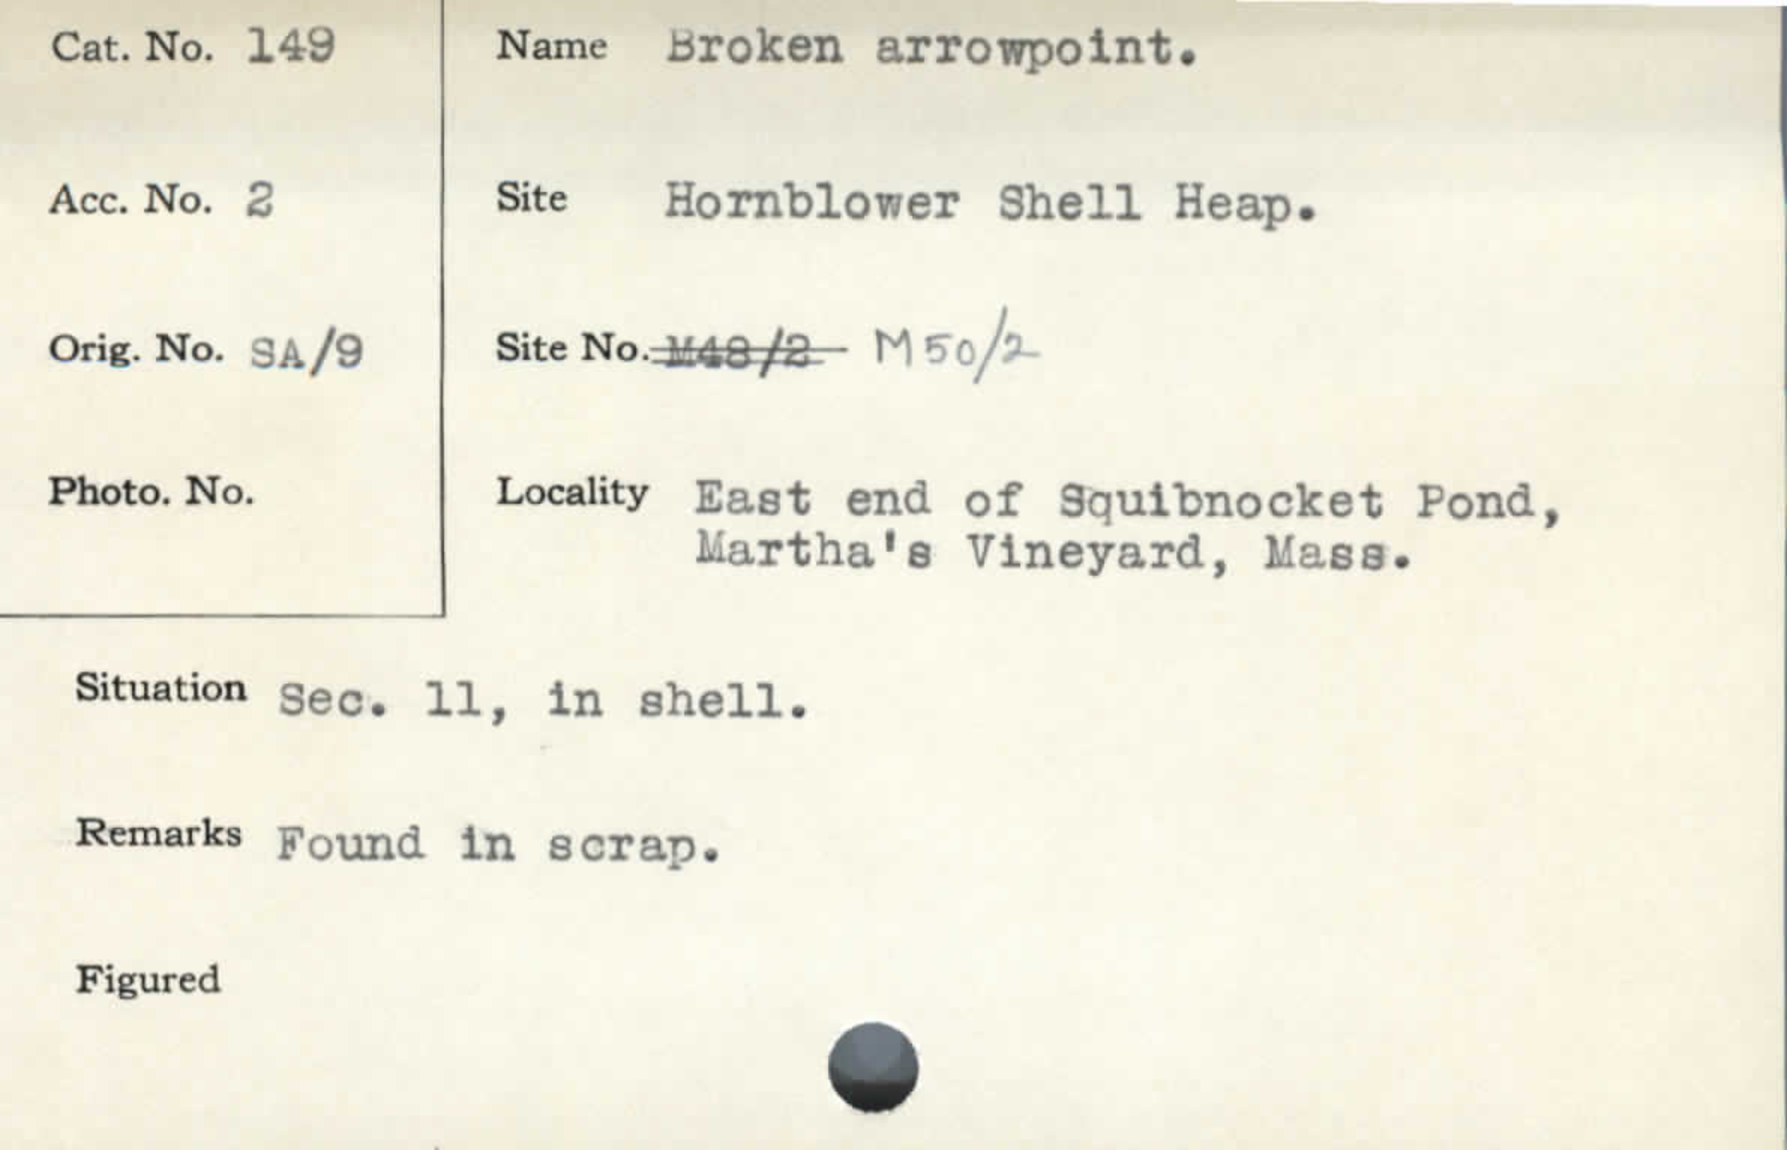 Cat. No. 149
Name Broken arrowpoint.
Acc. No. 2
Site Hornblower Shell Heap.
Orig. No. SA/9
Site No. M48/2 M50/2
Photo. No.
Locality East end of Squibnocket Pond,
Martha's Vineyard, Mass.
Situation Sec. 11, in shell.
Remarks Found in scrap.
Figured